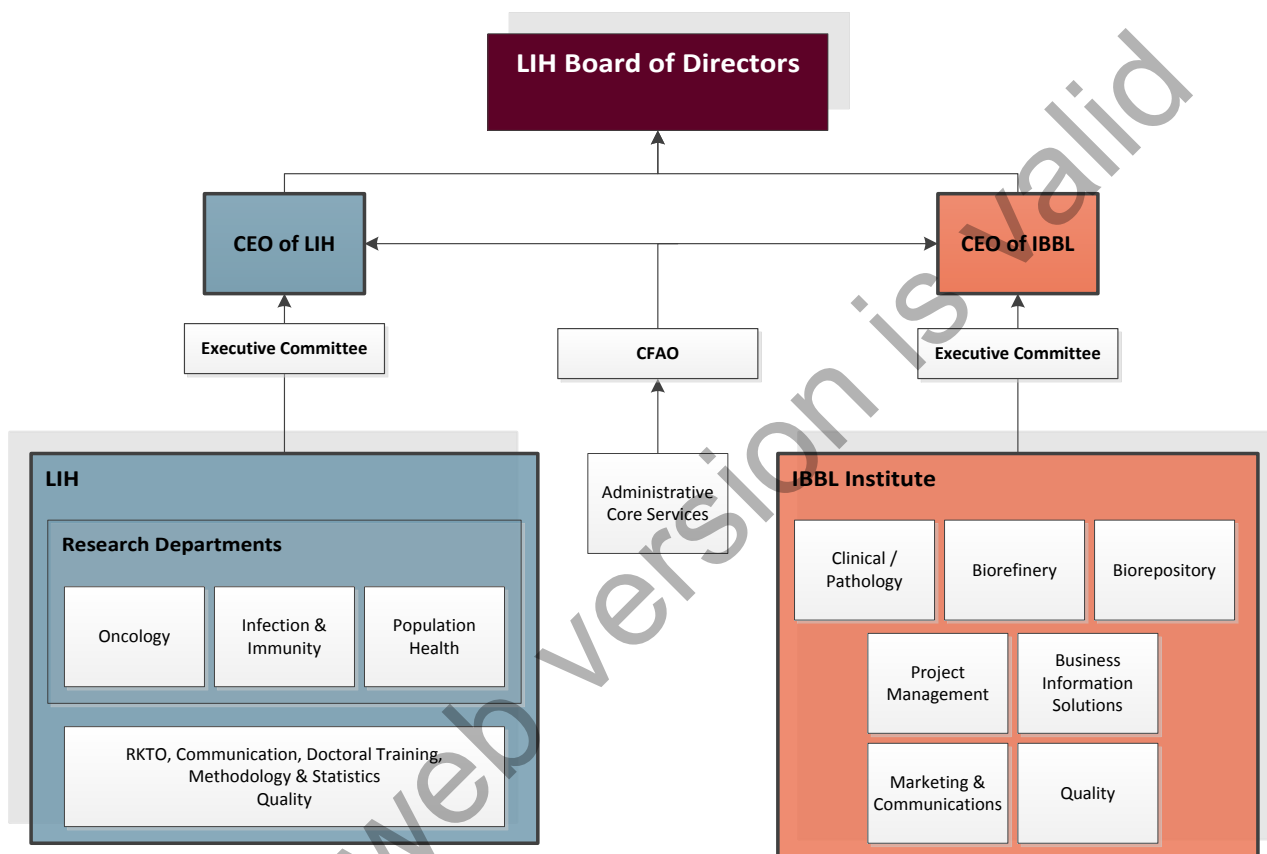 LIH Board of Directors
CEO of LIH
CEO of IBBL
Executive Committee
CFAO
Executive Committee
LIH
Research Departments
Oncology
Infection &
Immunity
Population
Health
RKTO, Communication, Doctoral Training,
Methodology & Statistics
Quality
Administrative
Core Services
IBBL Institute
Clinical /
Pathology
Biorefinery
Biorepository
Project
Management
Business
Information
Solutions
Marketing &
Communications
Quality
web version is valid